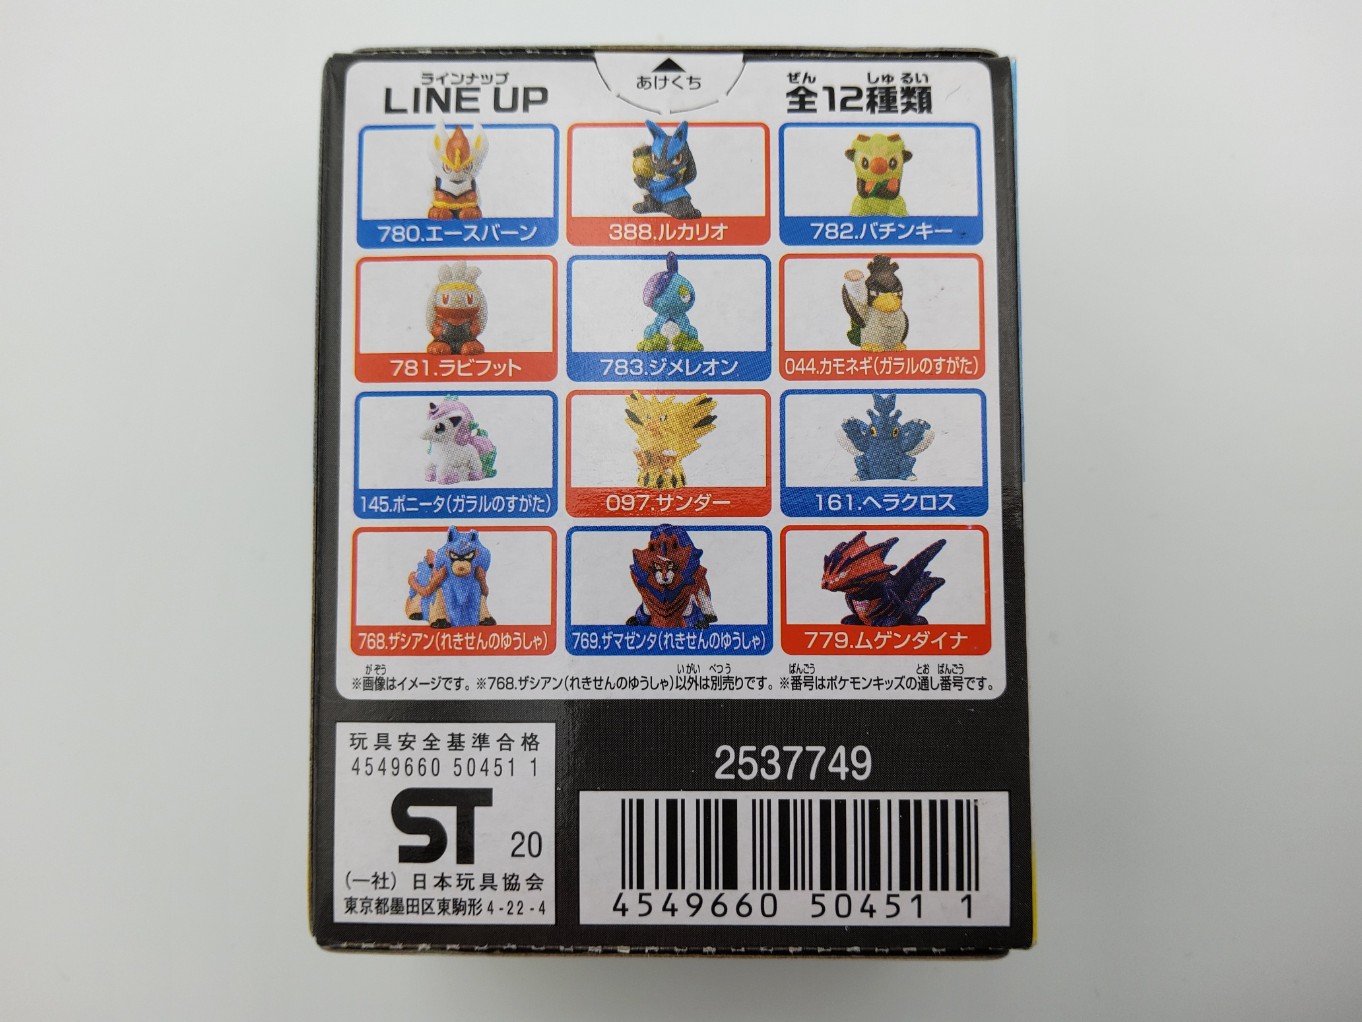 ラインナップ
LINE UP
あけくち
ぜん しゅるい
全12種類
780.エースバーン
388.ルカリオ
782.バチンキー
781.ラビフット
783.ジメレオン
044.カモネギ(ガラルのすがた)
145.ポニータ(ガラルのすがた)
097.サンダー
161.ヘラクロス
768.ザシアン(れきせんのゆうしゃ)
769.ザマゼンタ(れきせんのゆうしゃ)
779.ムゲンダイナ
がぞう いがい べつう ばんごう とお ばんごう
※画像はイメージです。※768.ザシアン(れきせんのゆうしゃ)以外は別売りです。※番号はポケモンキッズの通し番号です。
玩具安全基準合格
4549660 50451 1
ST 20
(一社)日本玩具協会
東京都墨田区東駒形4-22-4
2537749
4549660 50451 1